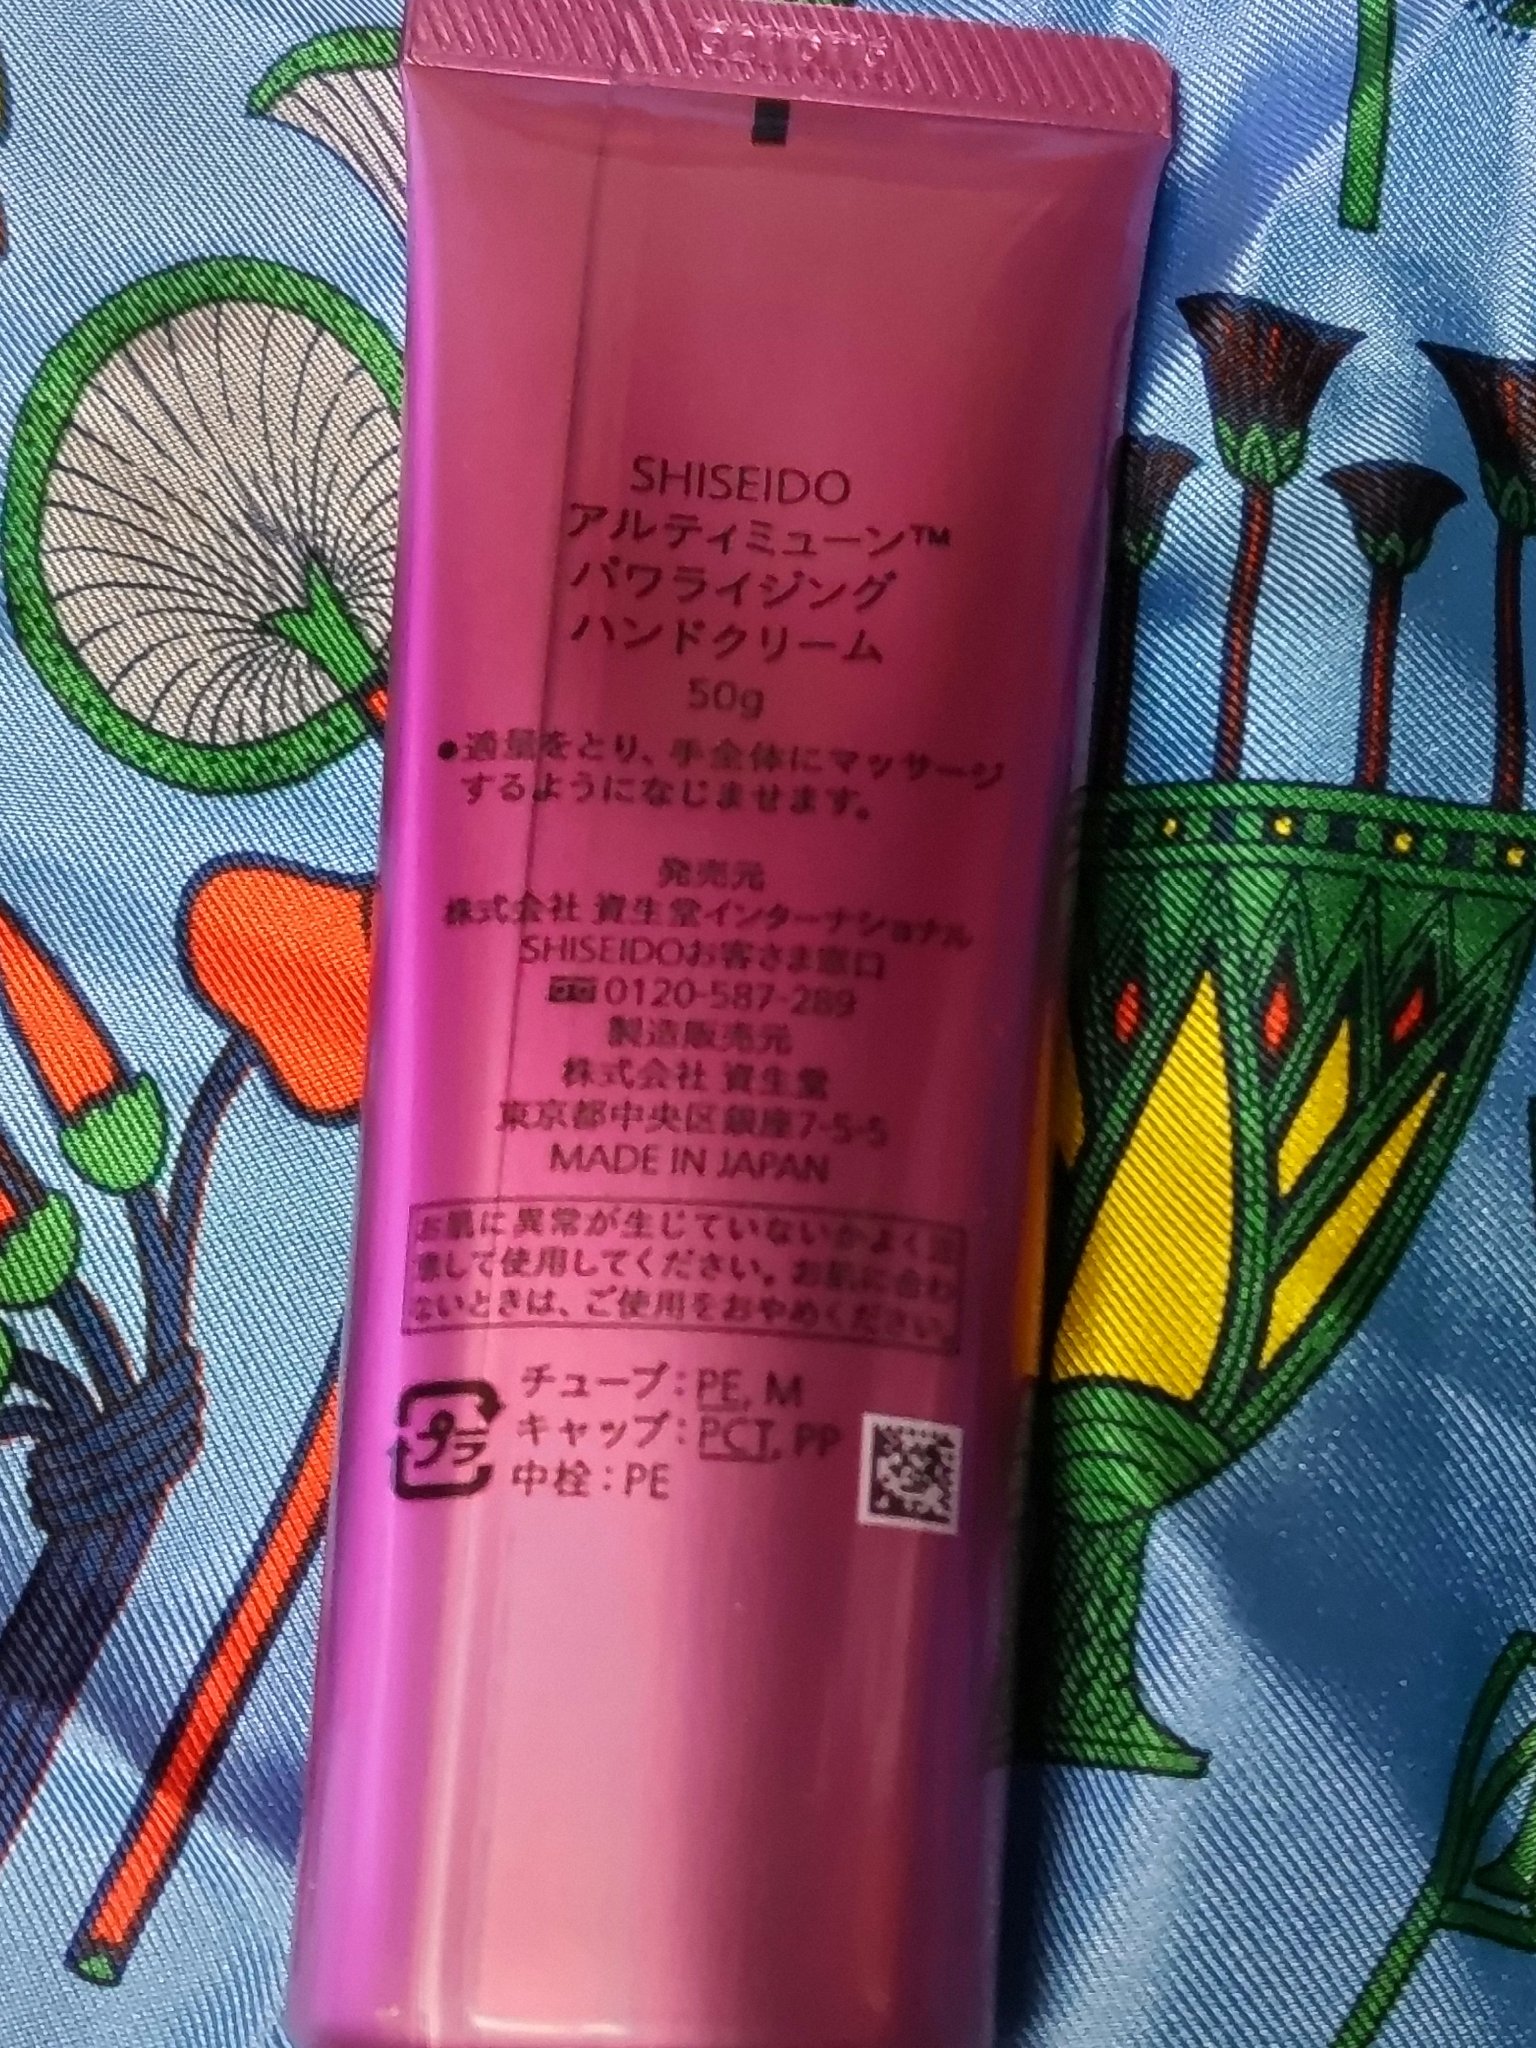 SHISEIDO
アルティミューン™
パワライジング
ハンドクリーム
50g
●適量をとり、手全体にマッサージ
するようになじませます。
発売元
株式会社 資生堂インターナショナル
SHISEIDOお客さま窓口
0120-587-289
製造販売元
株式会社 資生堂
東京都中央区銀座7-5-5
MADE IN JAPAN
お肌に異常が生じていないかよく注
意して使用してください。お肌に合わ
ないときは、ご使用をおやめください。
プラ
チューブ：PE, M
キャップ：PCT, PP
中栓：PE